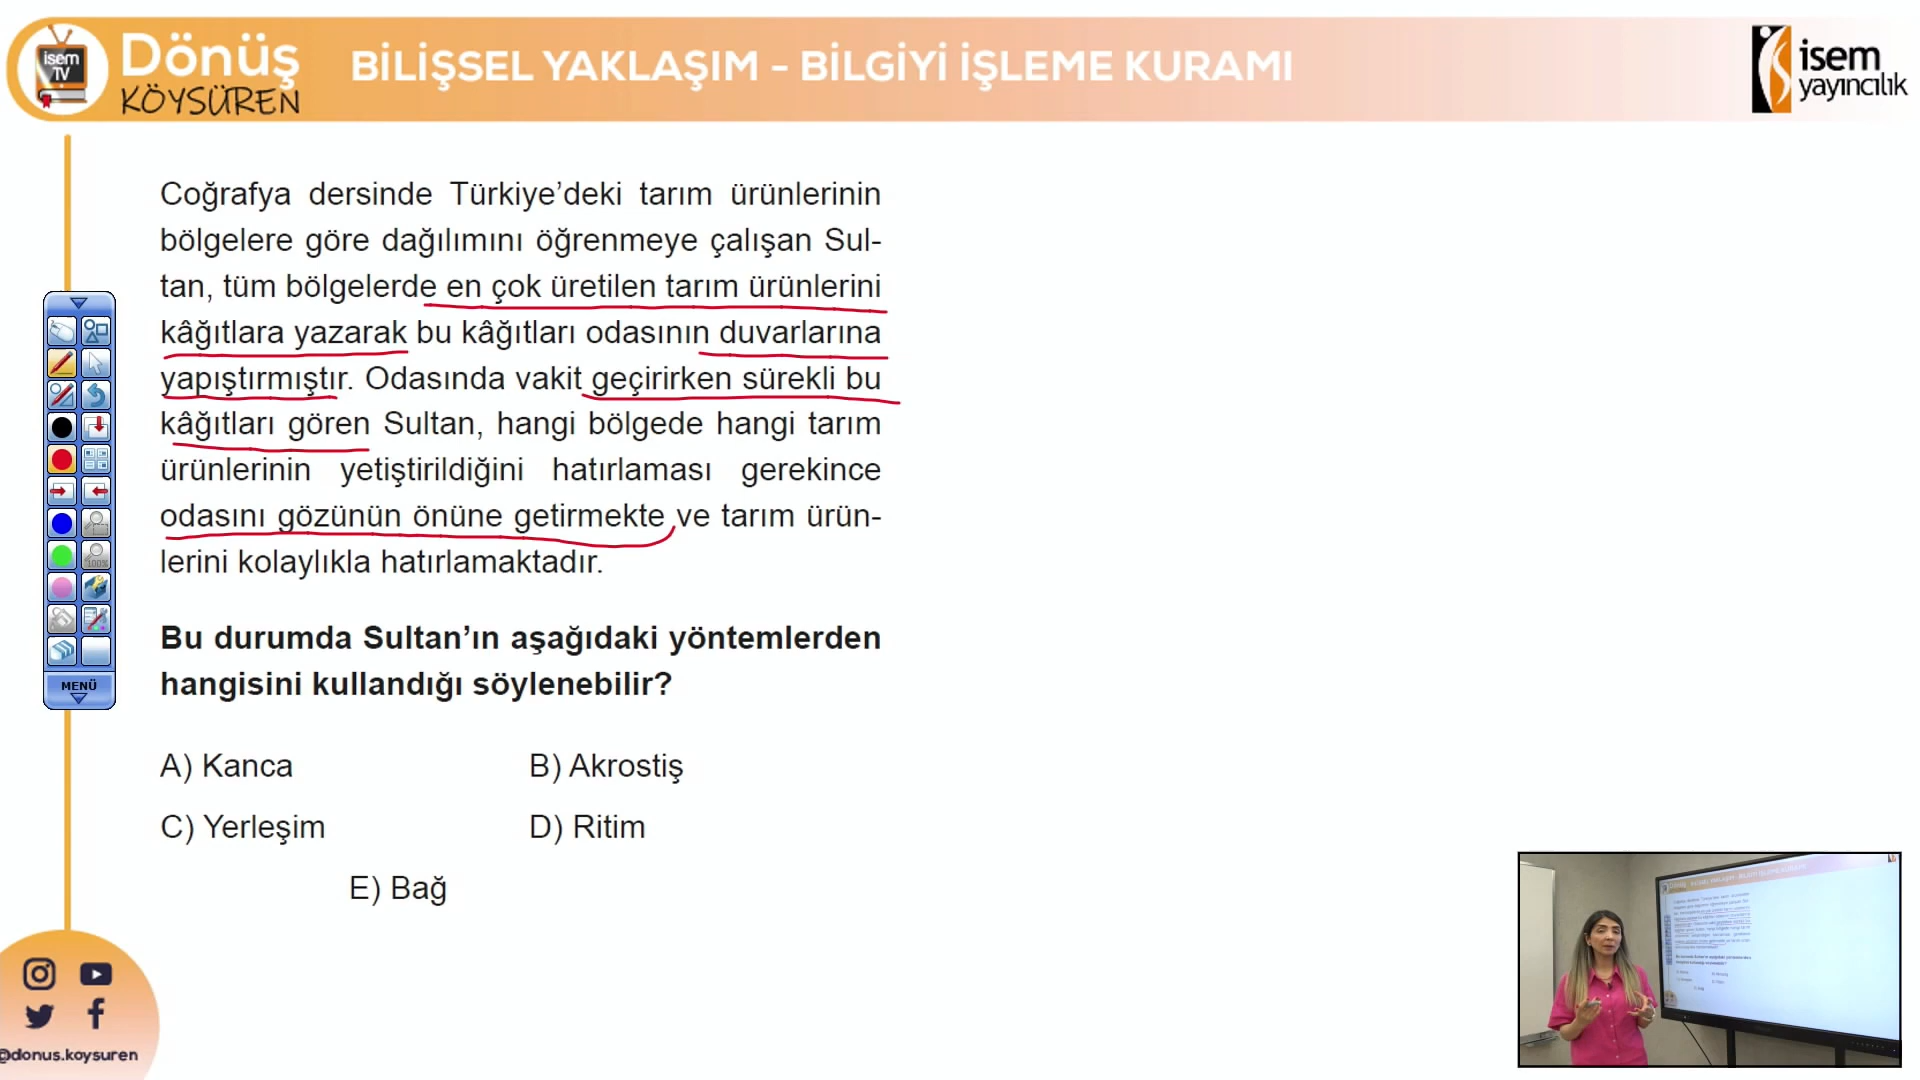 isem
TV
Dönüş
KÖYSÜREN
BİLİŞSEL YAKLAŞIM - BİLGİYİ İŞLEME KURAMI
isem
yayıncılık
Coğrafya dersinde Türkiye’deki tarım ürünlerinin
bölgelere göre dağılımını öğrenmeye çalışan Sul-
tan, tüm bölgelerde en çok üretilen tarım ürünlerini
kâğıtlara yazarak bu kâğıtları odasının duvarlarına
yapıştırmıştır. Odasında vakit geçirirken sürekli bu
kâğıtları gören Sultan, hangi bölgede hangi tarım
ürünlerinin yetiştirildiğini hatırlaması gerekince
odasını gözünün önüne getirmekte ve tarım ürün-
lerini kolaylıkla hatırlamaktadır.
Bu durumda Sultan’ın aşağıdaki yöntemlerden
hangisini kullandığı söylenebilir?
A) Kanca
B) Akrostiş
C) Yerleşim
D) Ritim
E) Bağ
100%
MENÜ
@donus.koysuren